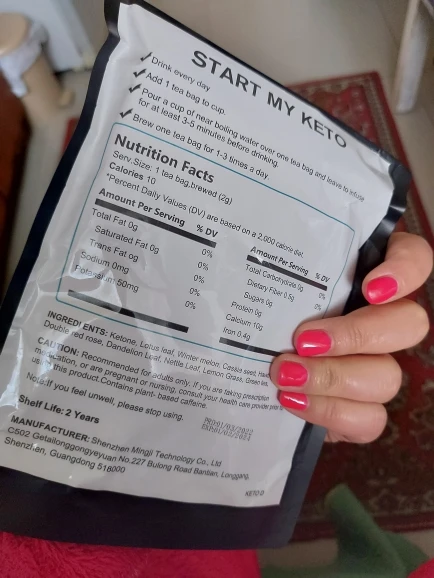 START MY KETO
✔Drink every day
✔Add 1 tea bag to cup.
✔Pour a cup of near boiling water over one tea bag and leave to infuse
for at least 3-5 minutes before drinking.
✔Brew one tea bag for 1-3 times a day.
Nutrition Facts
Serv.Size: 1 tea bag,brewed (2g)
Calories 10
*Percent Daily Values (DV) are based on a 2,000 calorie diet.
Amount Per Serving % DV
Total Fat 0g 0%
Saturated Fat 0g 0%
Trans Fat 0g 0%
Sodium 0mg 0%
Potassium 50mg 0%
Amount Per Serving % DV
Total Carbohydrate 0g 0%
Dietary Fiber 0.5g 0%
Sugars 0g
Protein 0g
Calcium 10g
Iron 0.4g
INGREDIENTS: Ketone, Lotus leaf, Winter melon, Cassia seed,
Double red rose, Dandelion Leaf, Nettle Leaf, Lemon Grass, Green tea,
CAUTION: Recommended for adults only. If you are taking prescription
medication, or are pregnant or nursing, consult your health care provider prior
this product.Contains plant- based caffeine.
Note:If you feel unwell, please stop using.
Shelf Life: 2 Years
MANUFACTURER: Shenzhen Mingji Technology Co., Ltd
C502 Getailonggongyeyuan No.227 Bulong Road Bantian, Longgang,
Shenzhen, Guangdong 518000
KETO-B